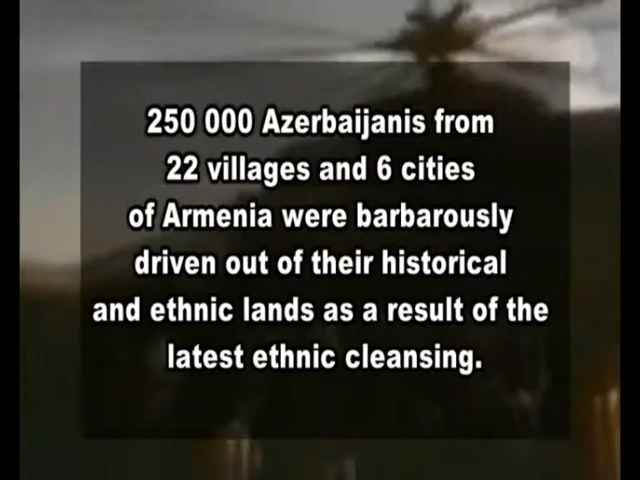 250 000 Azerbaijanis from
22 villages and 6 cities
of Armenia were barbarously
driven out of their historical
and ethnic lands as a result of the
latest ethnic cleansing.